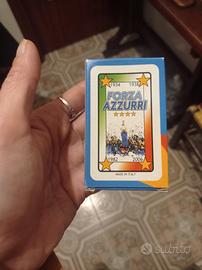 1934 1938
FORZA
AZZURRI
1982 2006
MADE IN ITALY
subito